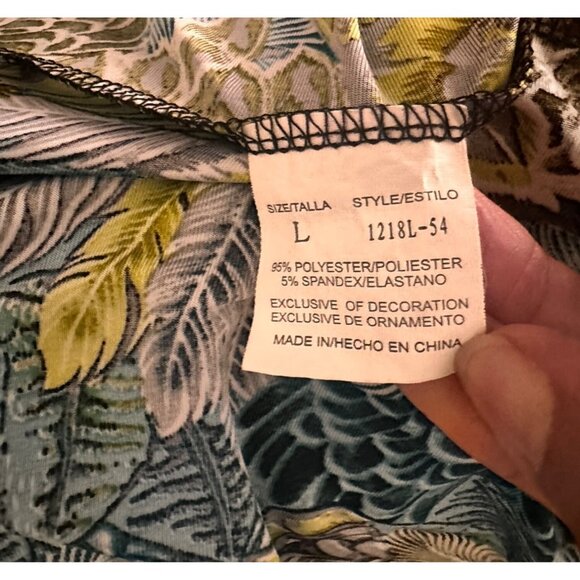 SIZE/TALLA STYLE/ESTILO
L 1218L-54
95% POLYESTER/POLIESTER
5% SPANDEX/ELASTANO
EXCLUSIVE OF DECORATION
EXCLUSIVE DE ORNAMENTO
MADE IN/HECHO EN CHINA